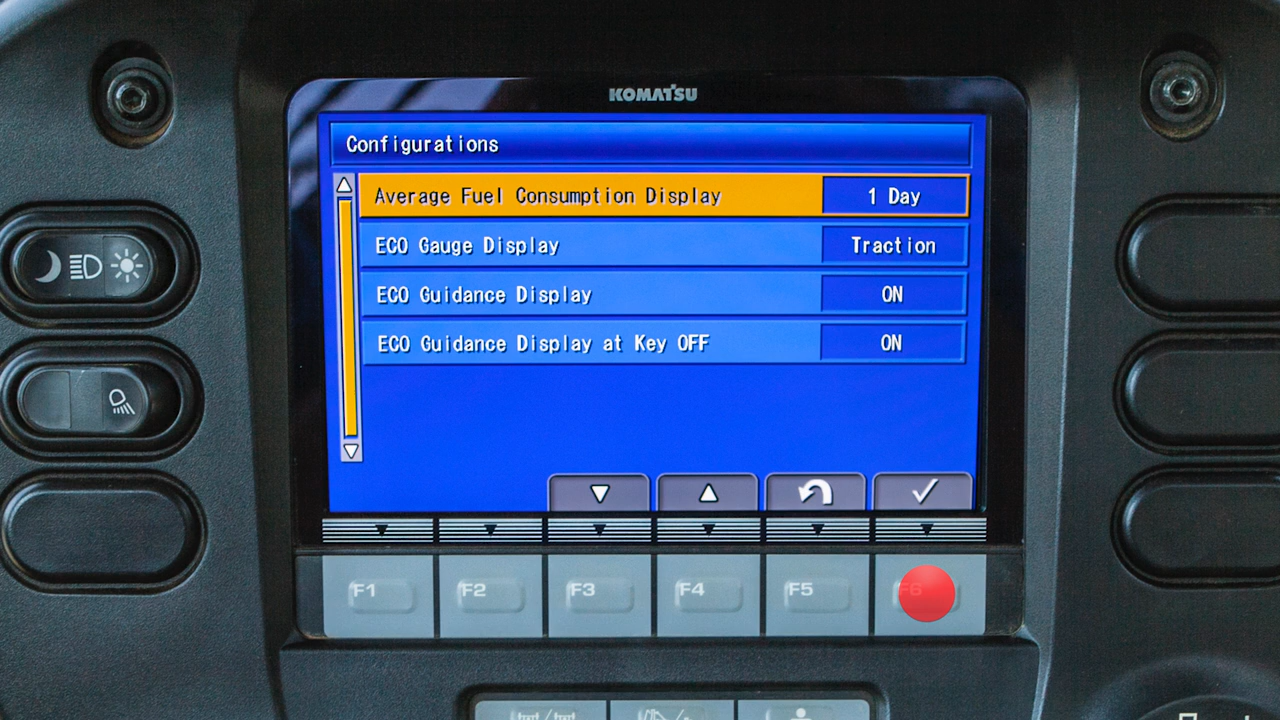 KOMATSU
Configurations
Average Fuel Consumption Display 1 Day
ECO Gauge Display Traction
ECO Guidance Display ON
ECO Guidance Display at Key OFF ON
F1 F2 F3 F4 F5 F6